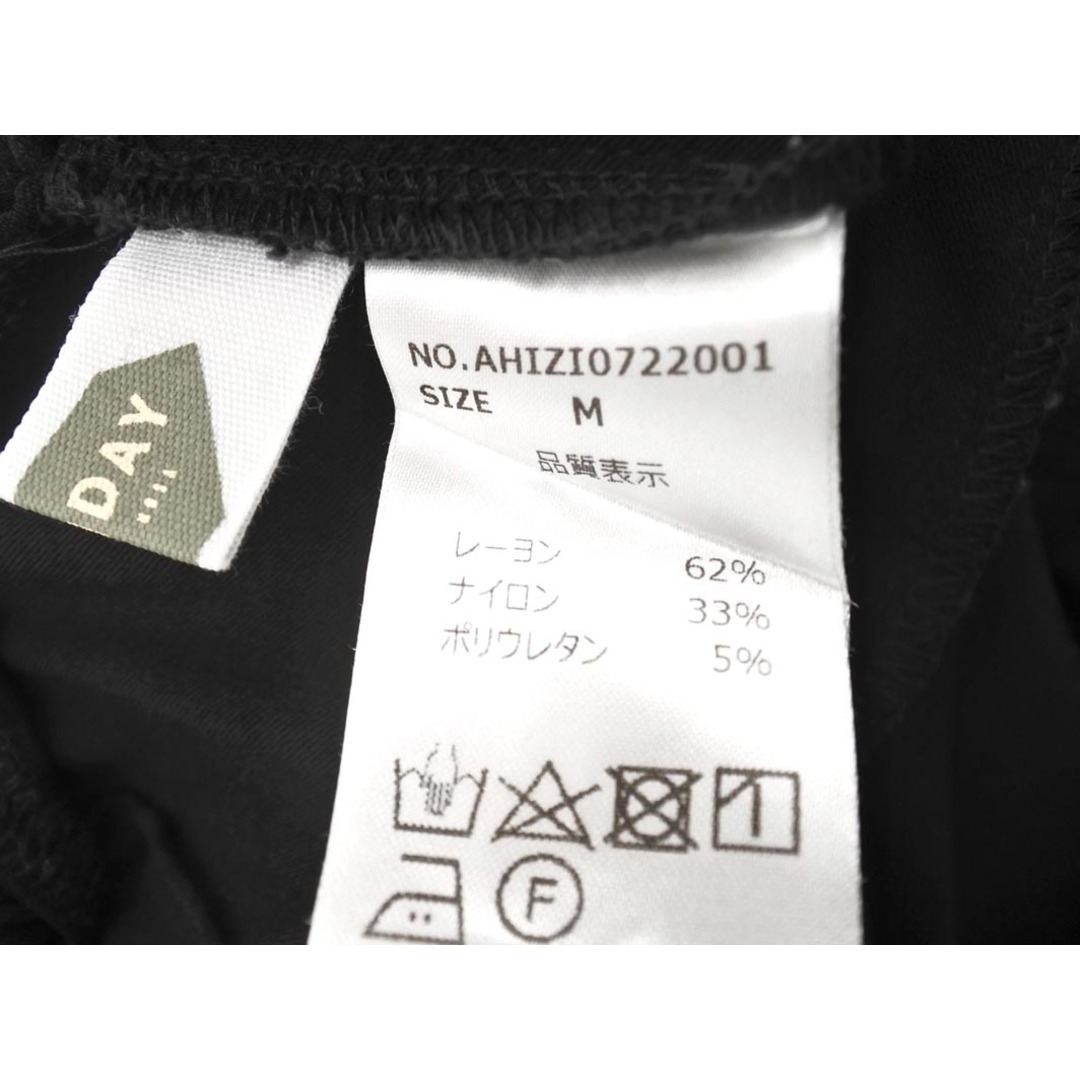 DAY
NO.AHIZI0722001
SIZE M
品質表示
レーヨン 62%
ナイロン 33%
ポリウレタン 5%
F